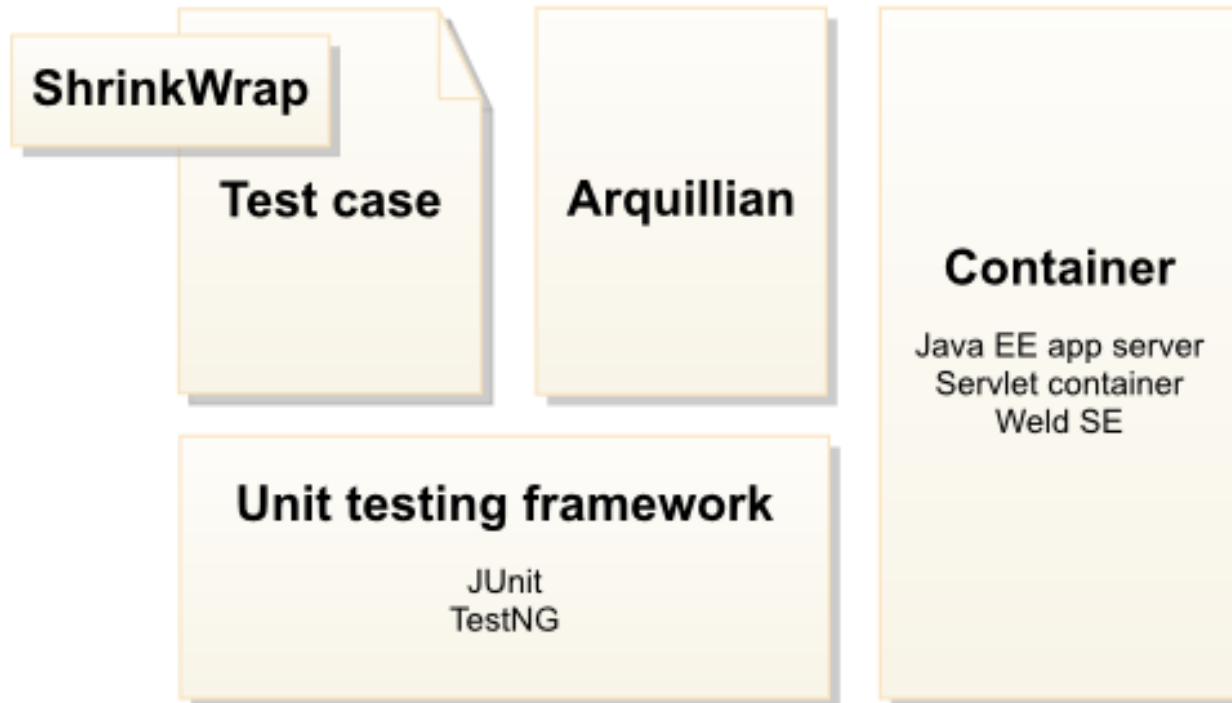 ShrinkWrap
Test case
Arquillian
Container
Java EE app server
Servlet container
Weld SE
Unit testing framework
JUnit
TestNG